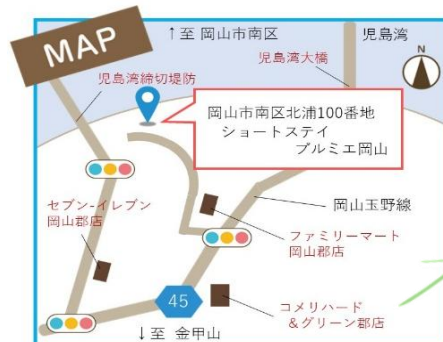 MAP
↑至 岡山市南区
児島湾
児島湾大橋
N
児島湾締切堤防
岡山市南区北浦100番地
ショートステイ
プルミエ岡山
セブン-イレブン
岡山郡店
岡山玉野線
ファミリーマート
岡山郡店
45
コメリハード
＆グリーン郡店
↓至 金甲山